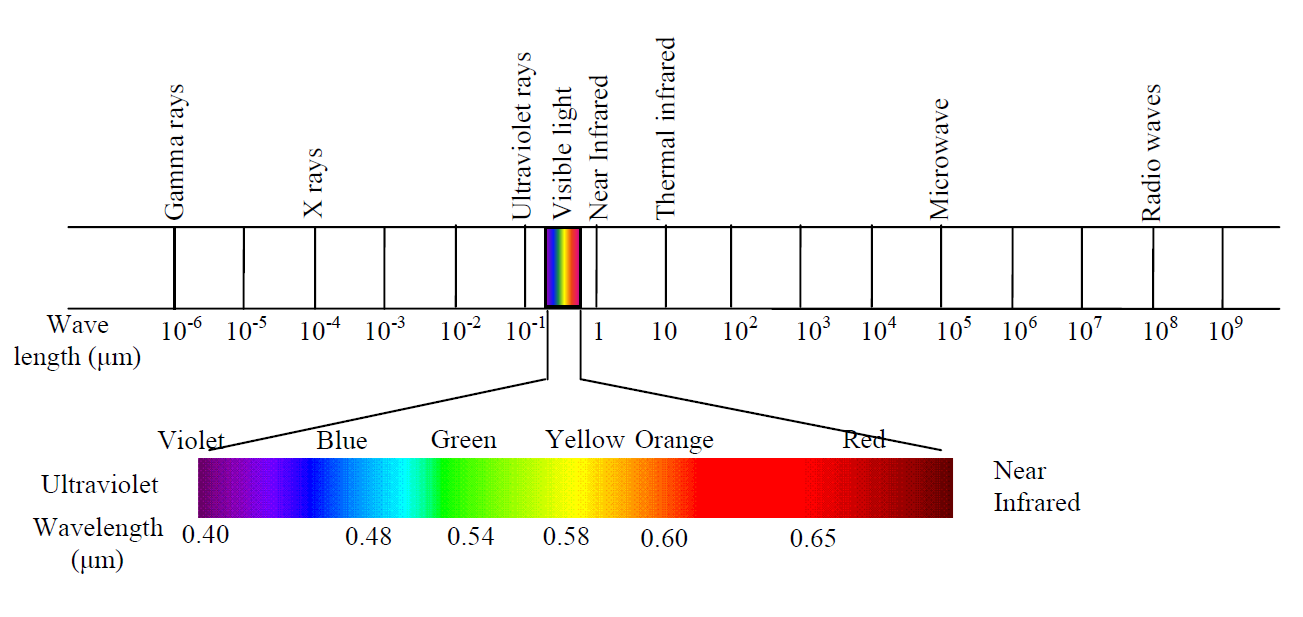 Gamma rays
X rays
Ultraviolet rays
Visible light
Near Infrared
Thermal infrared
Microwave
Radio waves
Wave
length (μm)
10⁻⁶ 10⁻⁵ 10⁻⁴ 10⁻³ 10⁻² 10⁻¹ 1 10 10² 10³ 10⁴ 10⁵ 10⁶ 10⁷ 10⁸ 10⁹
Violet Blue Green Yellow Orange Red
Ultraviolet
Near
Infrared
Wavelength
(μm)
0.40 0.48 0.54 0.58 0.60 0.65